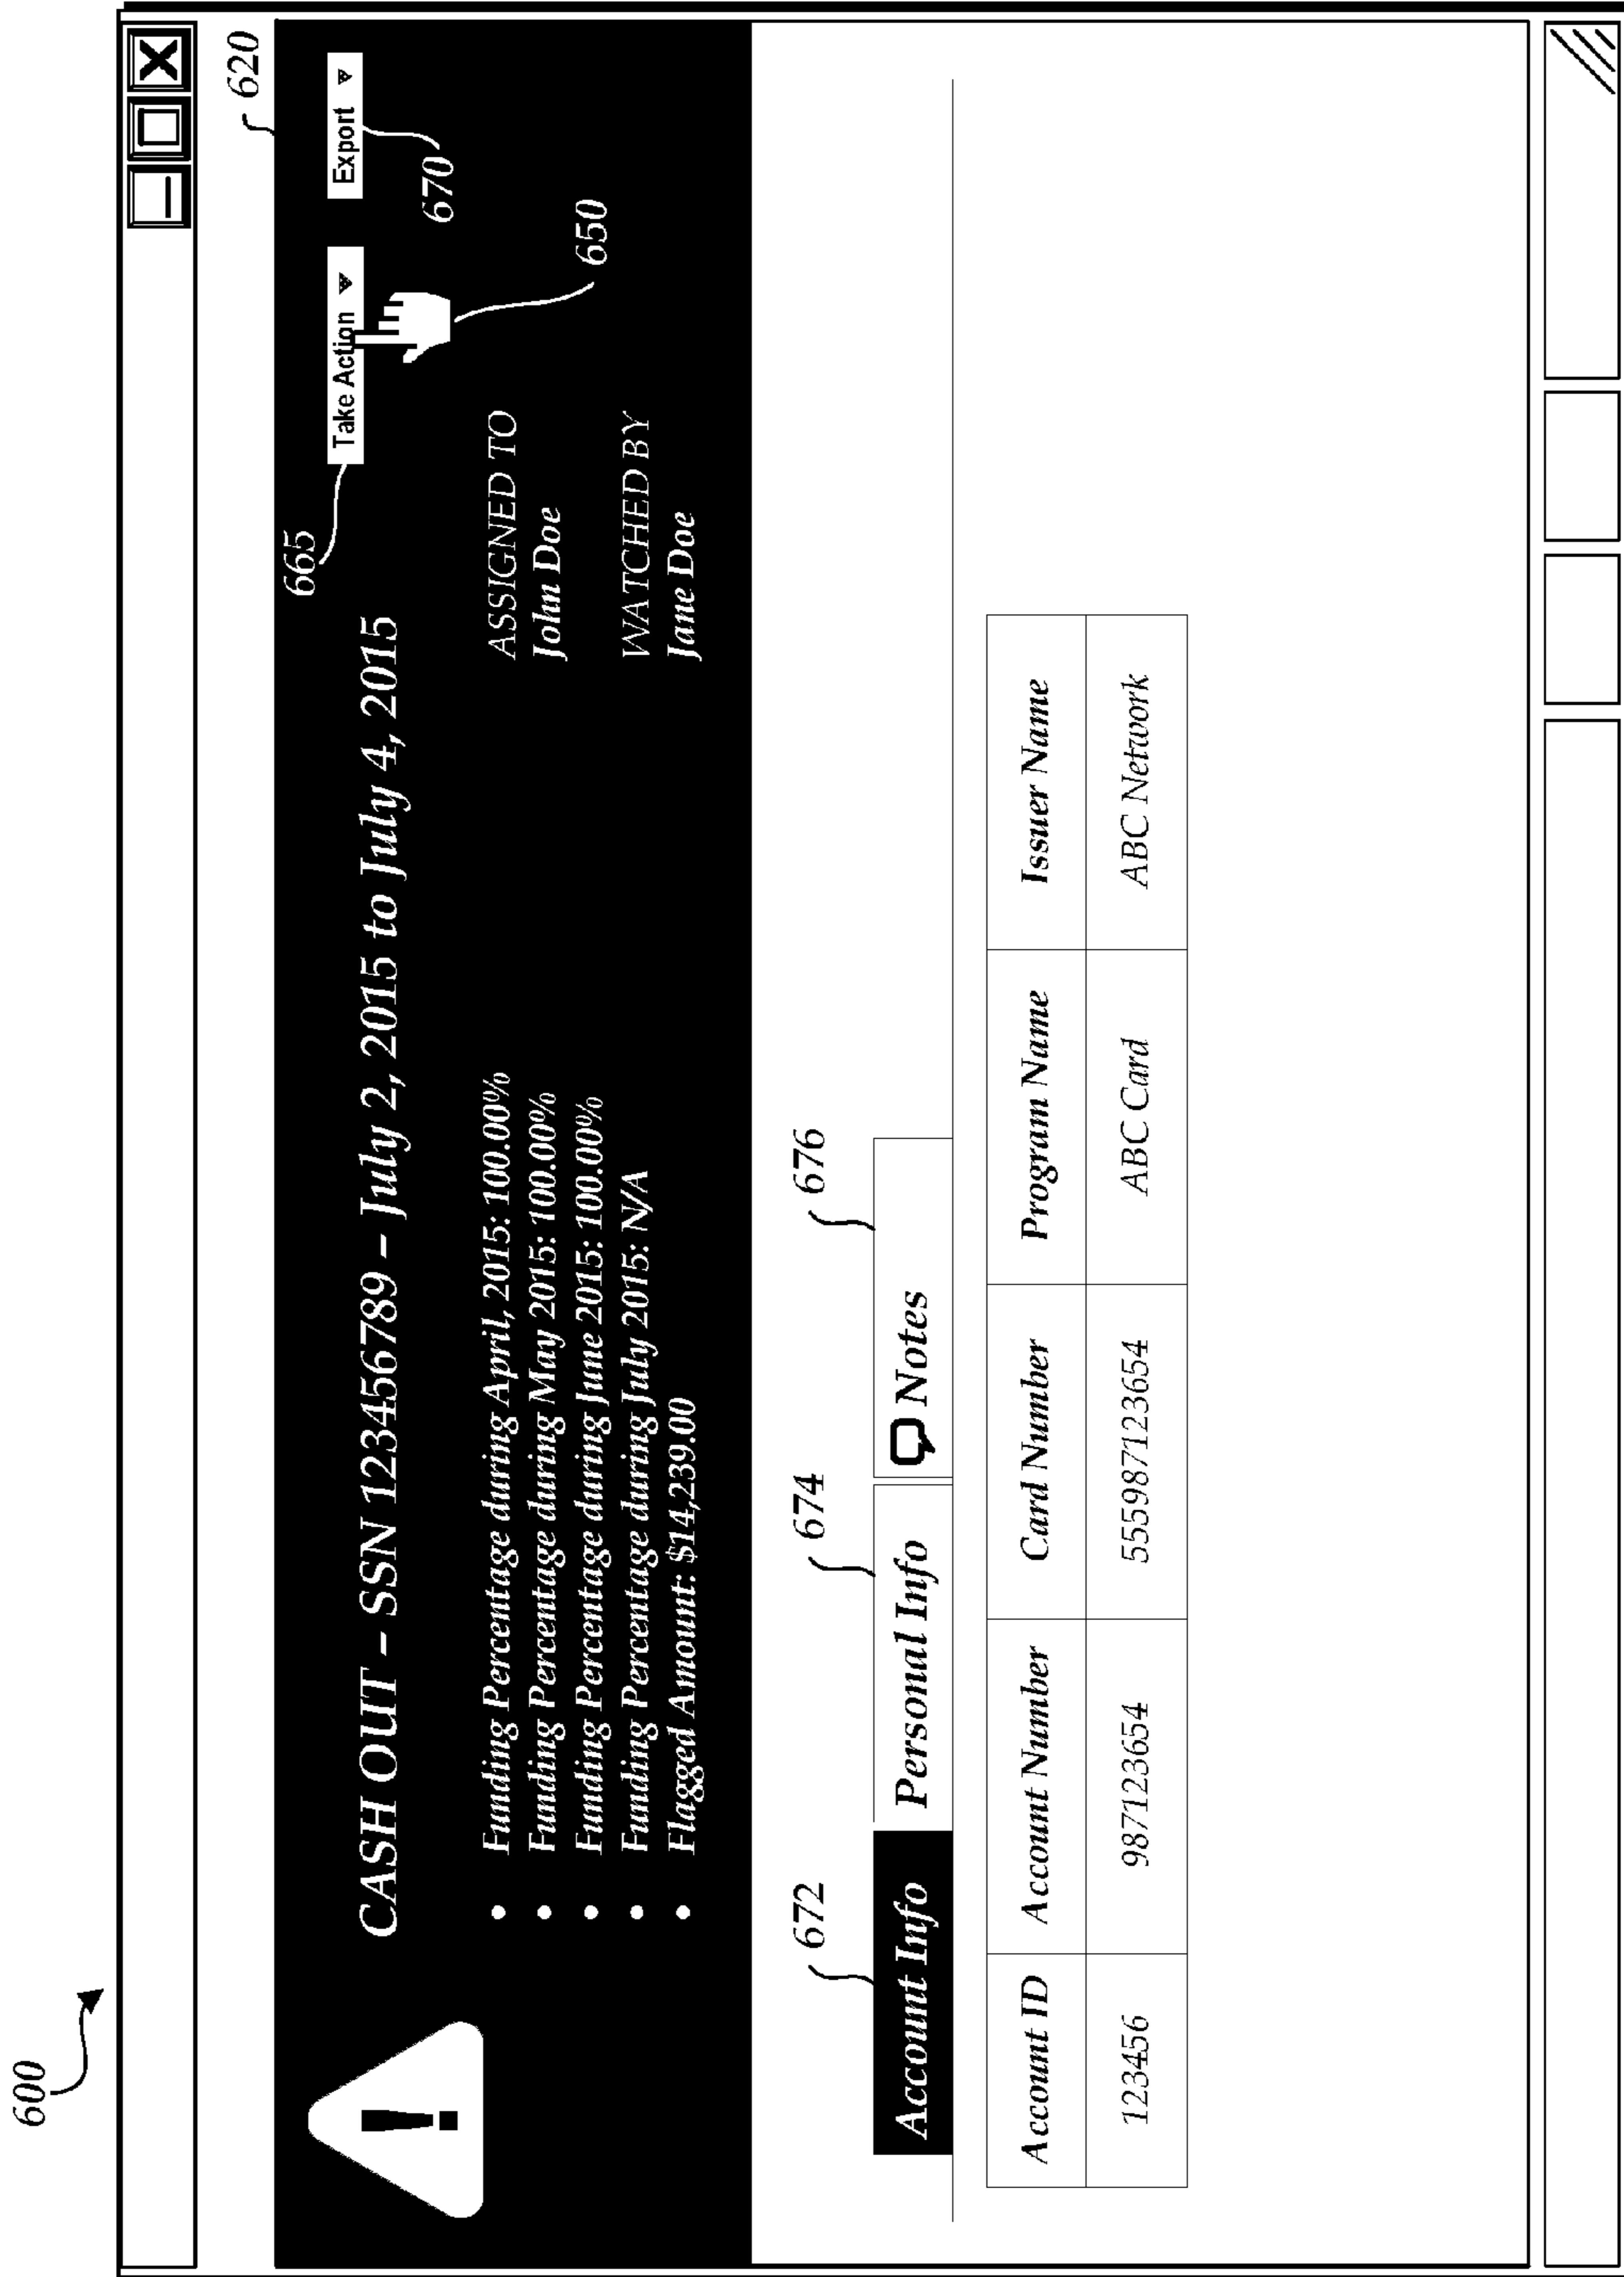 600
620
CASH OUT – SSN 123456789 – July 2, 2015 to July 4, 2015
665
Take Action
Export
670
650
• Funding Percentage during April, 2015: 100.00%
• Funding Percentage during May 2015: 100.00%
• Funding Percentage during June 2015: 100.00%
• Funding Percentage during July 2015: N/A
• Flagged Amount: $14,239.00
ASSIGNED TO
John Doe
WATCHED BY
Jane Doe
672
674
676
Account Info
Personal Info
Notes
Account ID Account Number Card Number Program Name Issuer Name
123456 987123654 555987123654 ABC Card ABC Network